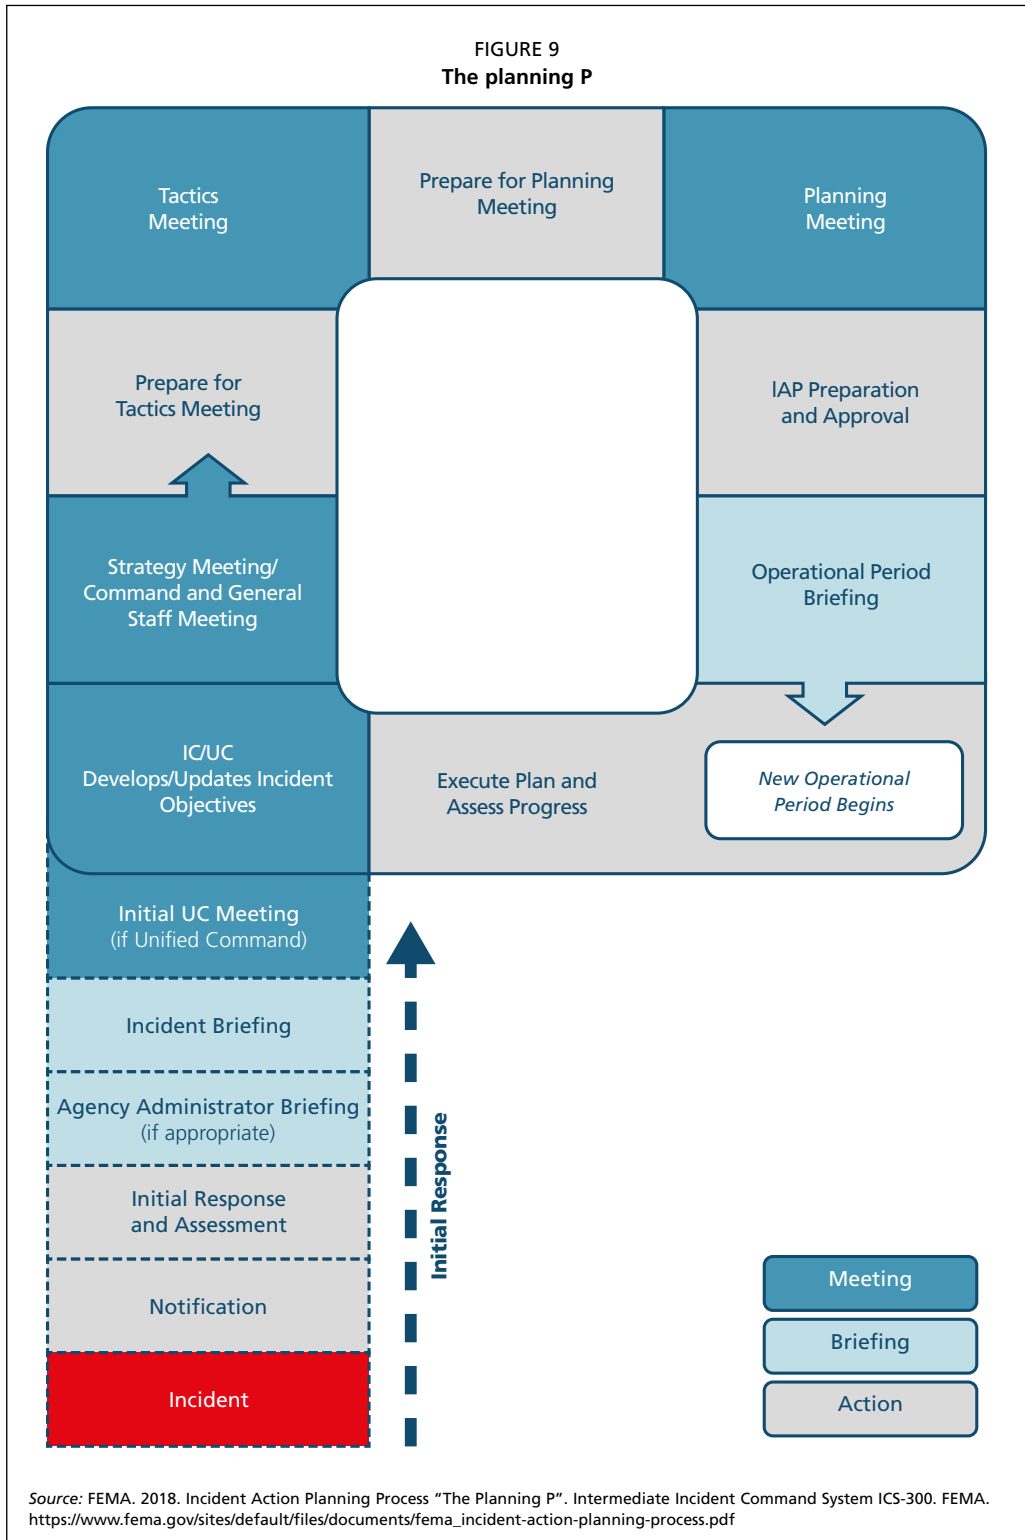 FIGURE 9
The planning P
Tactics
Meeting
Prepare for Planning
Meeting
Planning
Meeting
Prepare for
Tactics Meeting
IAP Preparation
and Approval
Strategy Meeting/
Command and General
Staff Meeting
Operational Period
Briefing
IC/UC
Develops/Updates Incident
Objectives
Execute Plan and
Assess Progress
New Operational
Period Begins
Initial UC Meeting
(if Unified Command)
Incident Briefing
Agency Administrator Briefing
(if appropriate)
Initial Response
and Assessment
Notification
Incident
Initial Response
Meeting
Briefing
Action
Source: FEMA. 2018. Incident Action Planning Process “The Planning P”. Intermediate Incident Command System ICS-300. FEMA.
https://www.fema.gov/sites/default/files/documents/fema_incident-action-planning-process.pdf